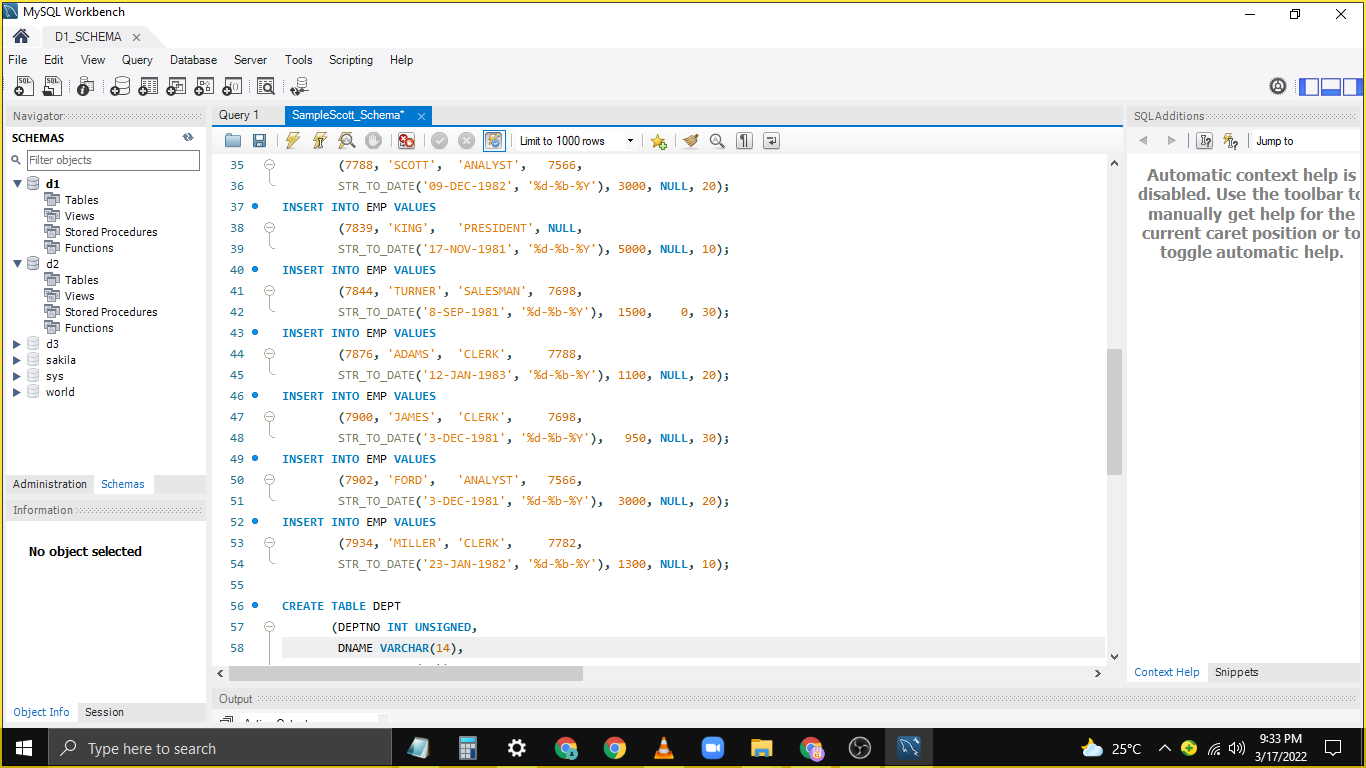 MySQL Workbench
D1_SCHEMA
File Edit View Query Database Server Tools Scripting Help
Navigator
SCHEMAS
Filter objects
d1
Tables
Views
Stored Procedures
Functions
d2
Tables
Views
Stored Procedures
Functions
d3
sakila
sys
world
Administration Schemas
Information
No object selected
Object Info Session
Query 1 SampleScott_Schema*
Limit to 1000 rows
35 (7788, 'SCOTT', 'ANALYST', 7566,
36 STR_TO_DATE('09-DEC-1982', '%d-%b-%Y'), 3000, NULL, 20);
37 INSERT INTO EMP VALUES
38 (7839, 'KING', 'PRESIDENT', NULL,
39 STR_TO_DATE('17-NOV-1981', '%d-%b-%Y'), 5000, NULL, 10);
40 INSERT INTO EMP VALUES
41 (7844, 'TURNER', 'SALESMAN', 7698,
42 STR_TO_DATE('8-SEP-1981', '%d-%b-%Y'), 1500, 0, 30);
43 INSERT INTO EMP VALUES
44 (7876, 'ADAMS', 'CLERK', 7788,
45 STR_TO_DATE('12-JAN-1983', '%d-%b-%Y'), 1100, NULL, 20);
46 INSERT INTO EMP VALUES
47 (7900, 'JAMES', 'CLERK', 7698,
48 STR_TO_DATE('3-DEC-1981', '%d-%b-%Y'), 950, NULL, 30);
49 INSERT INTO EMP VALUES
50 (7902, 'FORD', 'ANALYST', 7566,
51 STR_TO_DATE('3-DEC-1981', '%d-%b-%Y'), 3000, NULL, 20);
52 INSERT INTO EMP VALUES
53 (7934, 'MILLER', 'CLERK', 7782,
54 STR_TO_DATE('23-JAN-1982', '%d-%b-%Y'), 1300, NULL, 10);
55
56 CREATE TABLE DEPT
57 (DEPTNO INT UNSIGNED,
58 DNAME VARCHAR(14),
Output
SQLAdditions
Jump to
Automatic context help is
disabled. Use the toolbar to
manually get help for the
current caret position or to
toggle automatic help.
Context Help Snippets
Type here to search
25°C
9:33 PM
3/17/2022